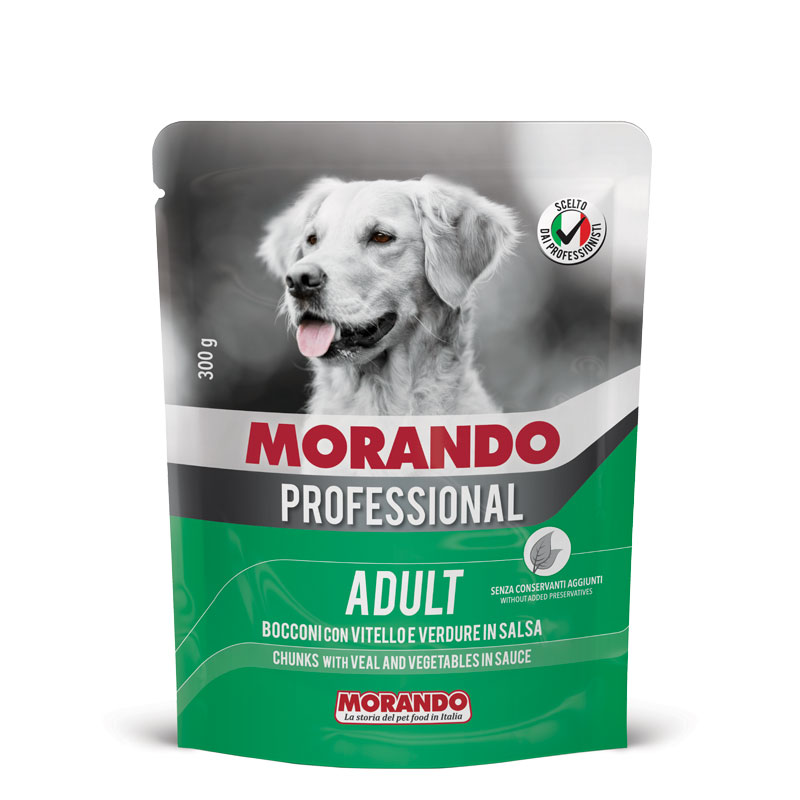 SCELTO
DAI PROFESSIONISTI
300 g
MORANDO
PROFESSIONAL
SENZA CONSERVANTI AGGIUNTI
WITHOUT ADDED PRESERVATIVES
ADULT
BOCCONI CON VITELLO E VERDURE IN SALSA
CHUNKS WITH VEAL AND VEGETABLES IN SAUCE
MORANDO
La storia del pet food in Italia